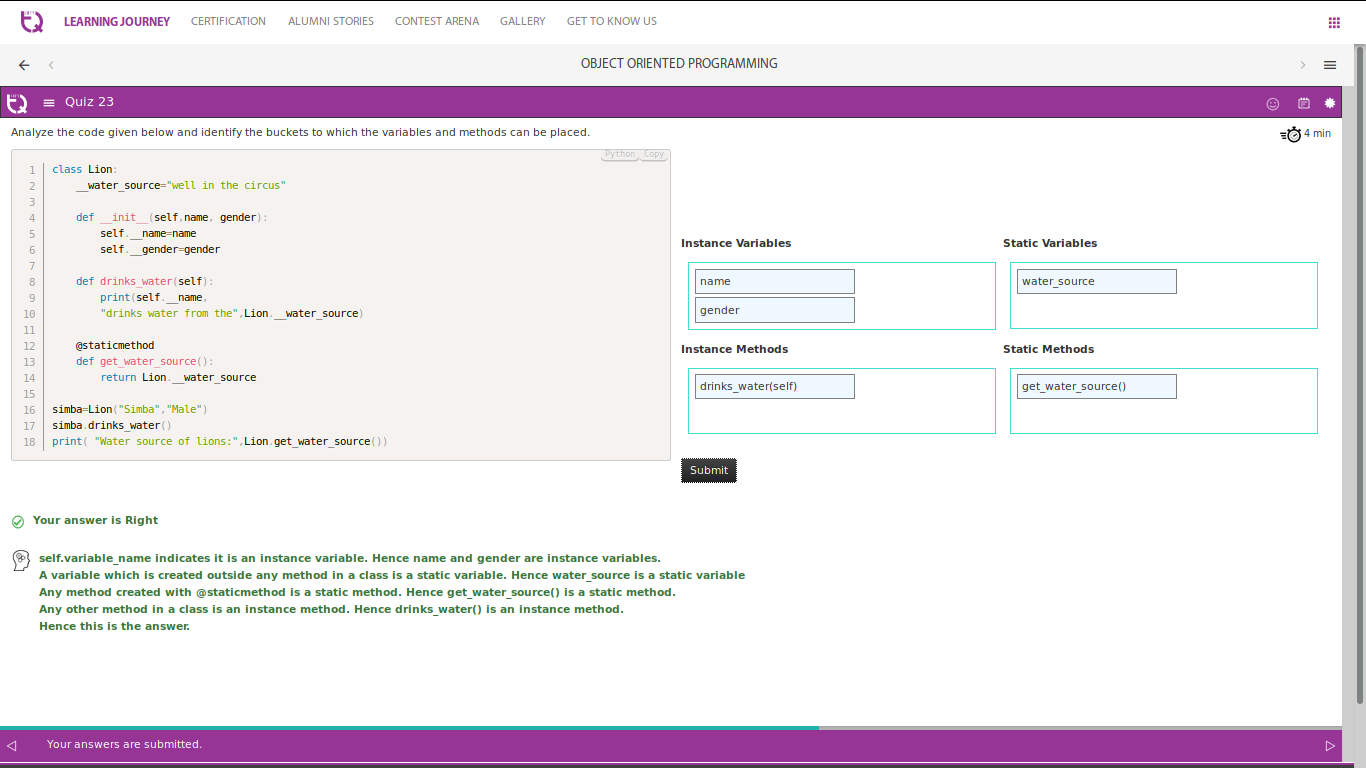 LEARNING JOURNEY CERTIFICATION ALUMNI STORIES CONTEST ARENA GALLERY GET TO KNOW US
OBJECT ORIENTED PROGRAMMING
Quiz 23
Analyze the code given below and identify the buckets to which the variables and methods can be placed.
4 min
Python Copy
1 class Lion:
2     __water_source="well in the circus"
3
4     def __init__(self.name, gender):
5         self.__name=name
6         self.__gender=gender
7
8     def drinks_water(self):
9         print(self.__name,
10         "drinks water from the",Lion.__water_source)
11
12     @staticmethod
13     def get_water_source():
14         return Lion.__water_source
15
16 simba=Lion("Simba","Male")
17 simba.drinks_water()
18 print( "Water source of lions:",Lion.get_water_source())
Instance Variables Static Variables
name water_source
gender
Instance Methods Static Methods
drinks_water(self) get_water_source()
Submit
Your answer is Right
self.variable_name indicates it is an instance variable. Hence name and gender are instance variables.
A variable which is created outside any method in a class is a static variable. Hence water_source is a static variable
Any method created with @staticmethod is a static method. Hence get_water_source() is a static method.
Any other method in a class is an instance method. Hence drinks_water() is an instance method.
Hence this is the answer.
Your answers are submitted.